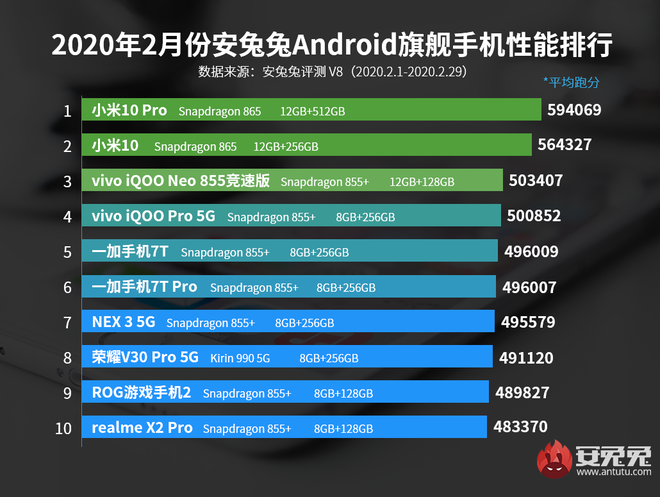 2020年2月份安兔兔Android旗舰手机性能排行
数据来源：安兔兔评测 V8（2020.2.1-2020.2.29）
*平均跑分
1 小米10 Pro Snapdragon 865 12GB+512GB 594069
2 小米10 Snapdragon 865 12GB+256GB 564327
3 vivo iQOO Neo 855竞速版 Snapdragon 855+ 12GB+128GB 503407
4 vivo iQOO Pro 5G Snapdragon 855+ 8GB+256GB 500852
5 一加手机7T Snapdragon 855+ 8GB+256GB 496009
6 一加手机7T Pro Snapdragon 855+ 8GB+256GB 496007
7 NEX 3 5G Snapdragon 855+ 8GB+256GB 495579
8 荣耀V30 Pro 5G Kirin 990 5G 8GB+256GB 491120
9 ROG游戏手机2 Snapdragon 855+ 8GB+128GB 489827
10 realme X2 Pro Snapdragon 855+ 8GB+128GB 483370
安兔兔
www.antutu.com